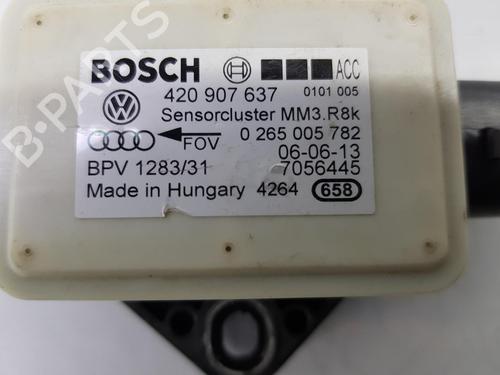 BOSCH ACC
420 907 637 0101 005
Sensorcluster MM3.R8k
FOV 0 265 005 782
06-06-13
BPV 1283/31 7056445
Made in Hungary 4264 658
B-PARTS